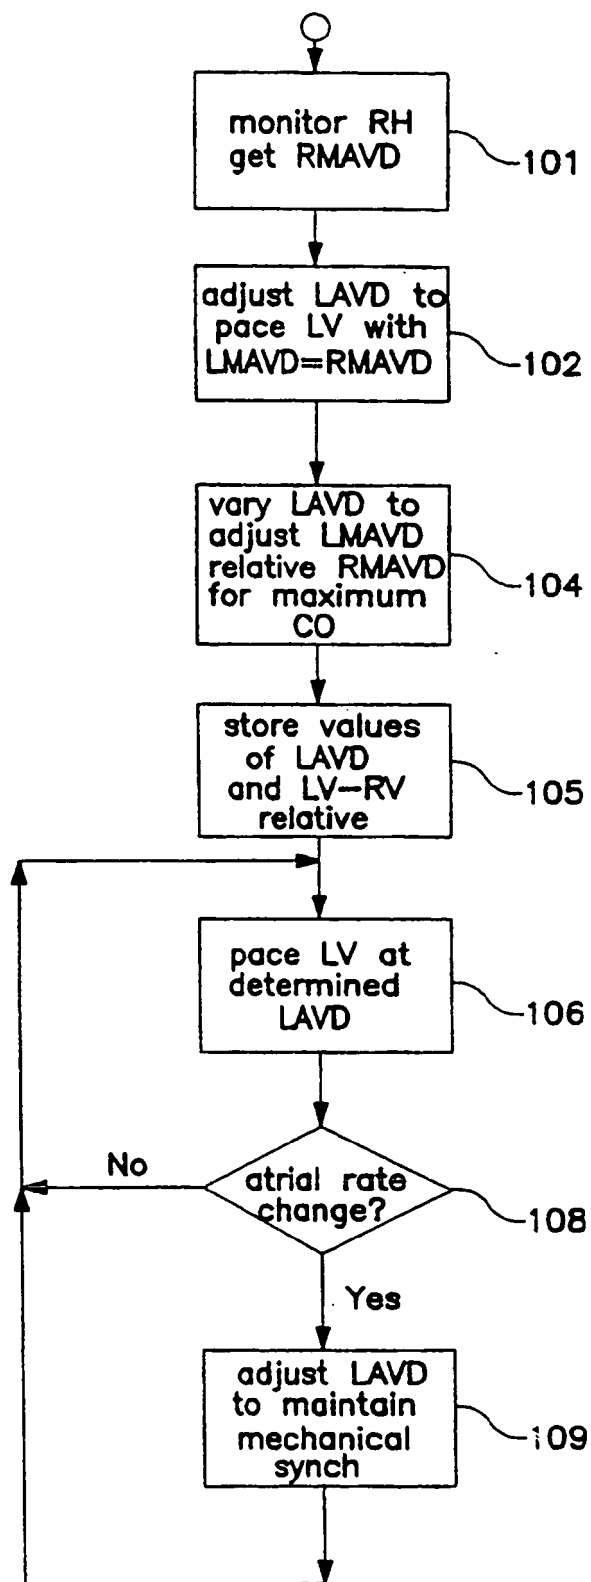 monitor RH
get RMAVD
101
adjust LAVD to
pace LV with
LMAVD=RMAVD
102
vary LAVD to
adjust LMAVD
relative RMAVD
for maximum
CO
104
store values
of LAVD
and LV-RV
relative
105
pace LV at
determined
LAVD
106
No
atrial rate
change?
108
Yes
adjust LAVD
to maintain
mechanical
synch
109